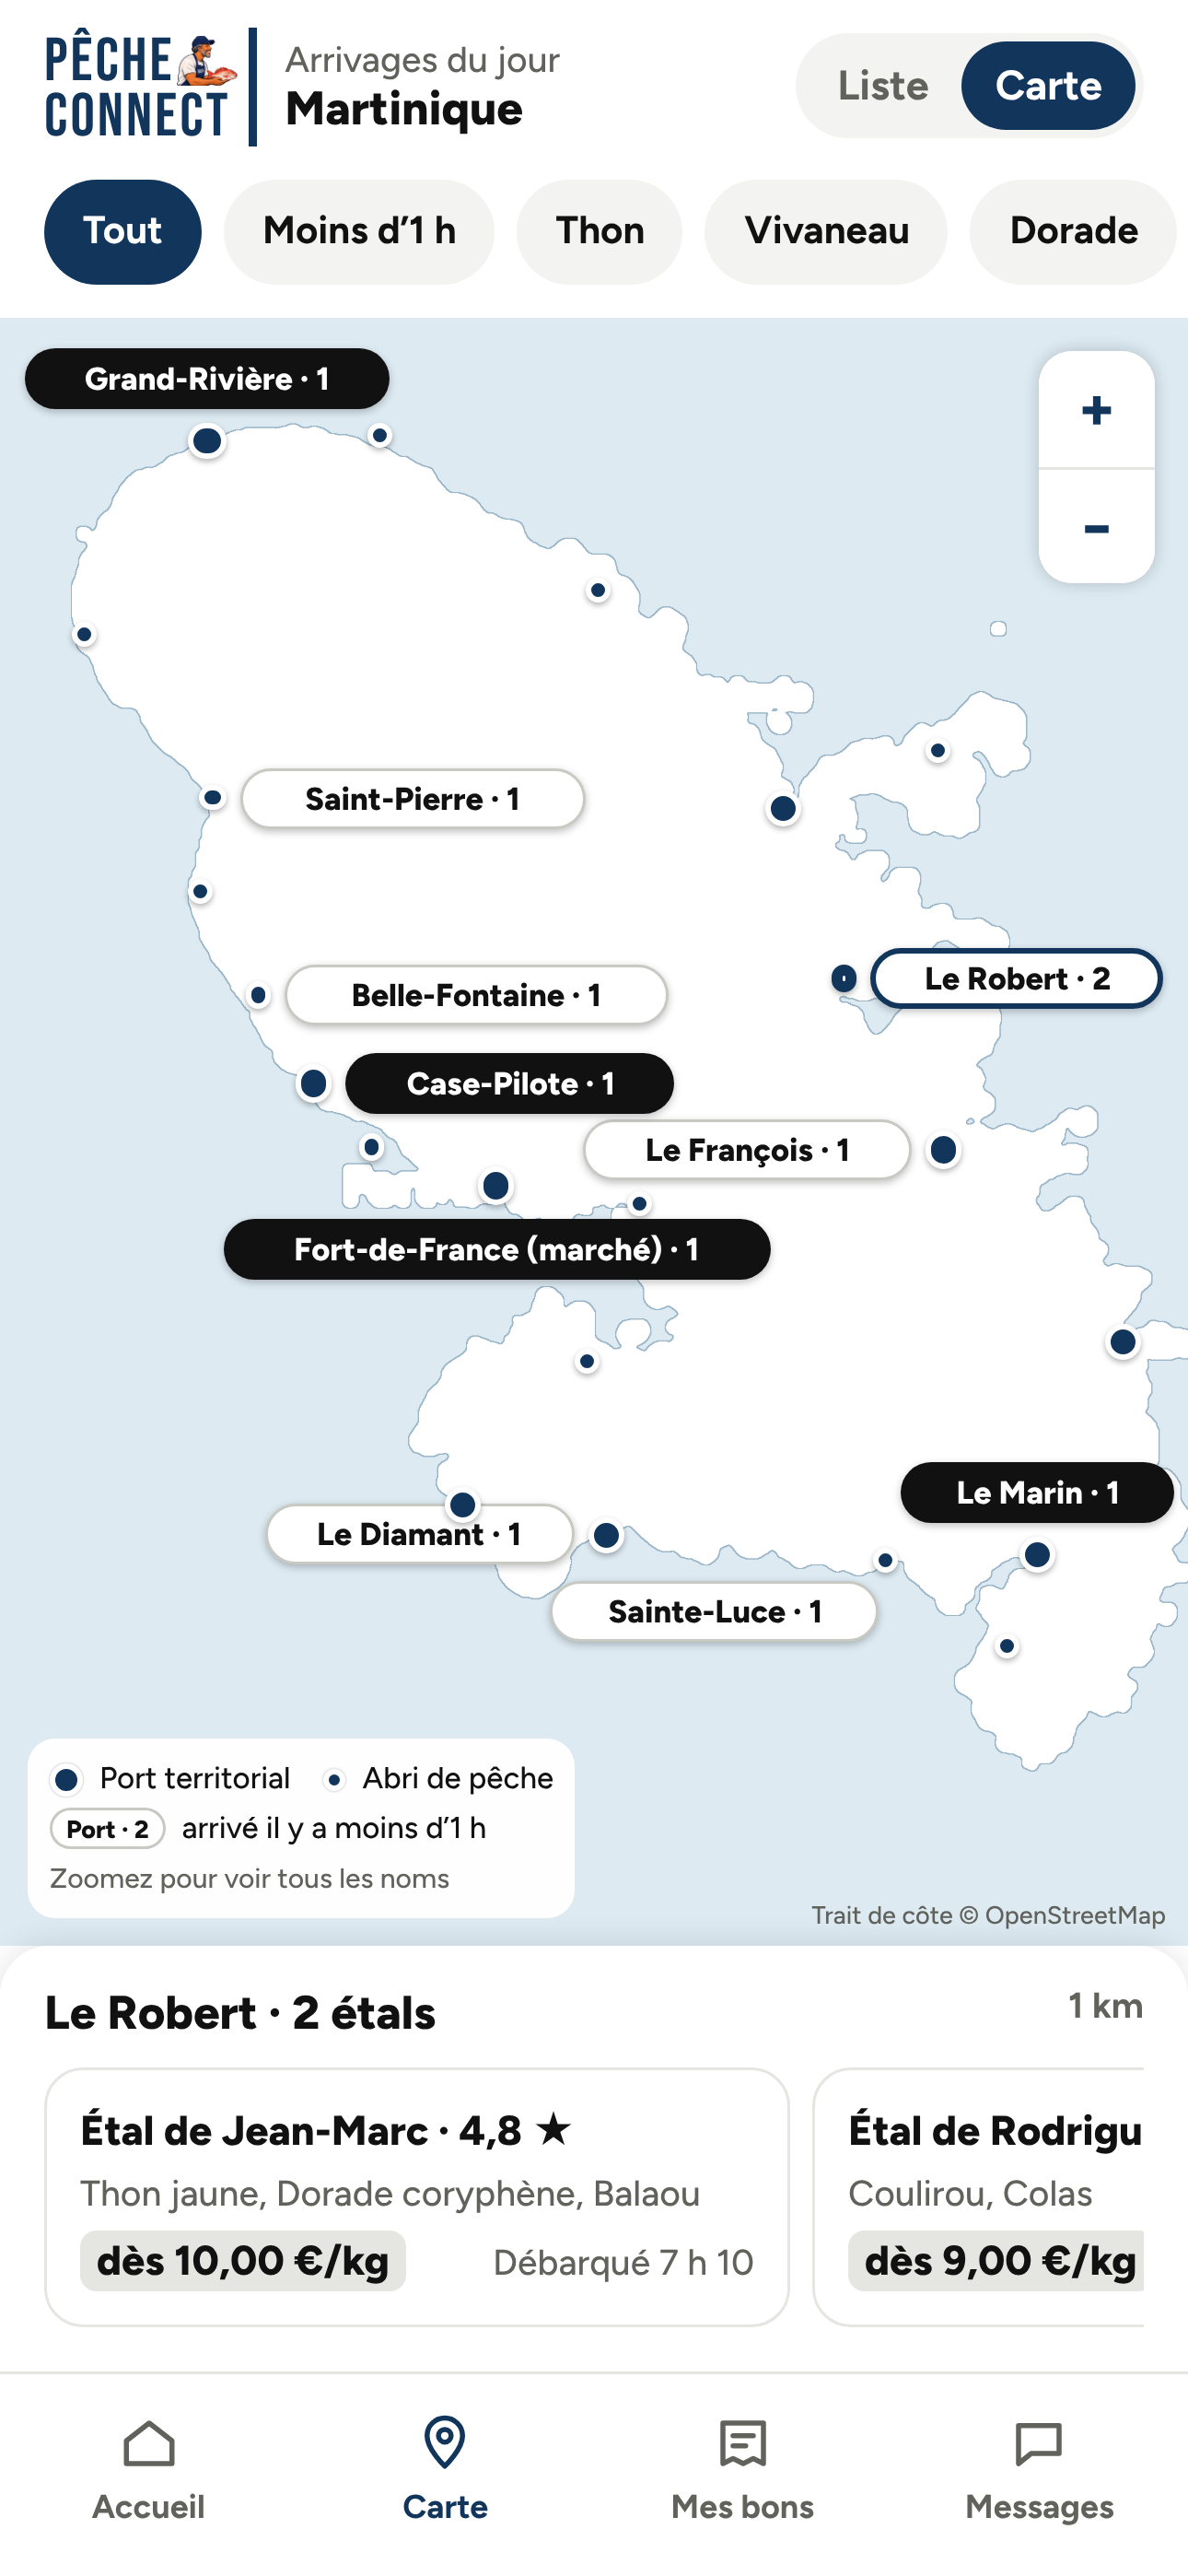 PÊCHE
CONNECT
Arrivages du jour
Martinique
Liste
Carte
Tout
Moins d’1 h
Thon
Vivaneau
Dorade
Grand-Rivière · 1
+
−
Saint-Pierre · 1
Le Robert · 2
Belle-Fontaine · 1
Case-Pilote · 1
Le François · 1
Fort-de-France (marché) · 1
Le Marin · 1
Le Diamant · 1
Sainte-Luce · 1
Port territorial
Abri de pêche
Port · 2 arrivé il y a moins d’1 h
Zoomez pour voir tous les noms
Trait de côte © OpenStreetMap
Le Robert · 2 étals
1 km
Étal de Jean-Marc · 4,8 ★
Thon jaune, Dorade coryphène, Balaou
dès 10,00 €/kg
Débarqué 7 h 10
Étal de Rodrigu
Coulirou, Colas
dès 9,00 €/kg
Accueil
Carte
Mes bons
Messages